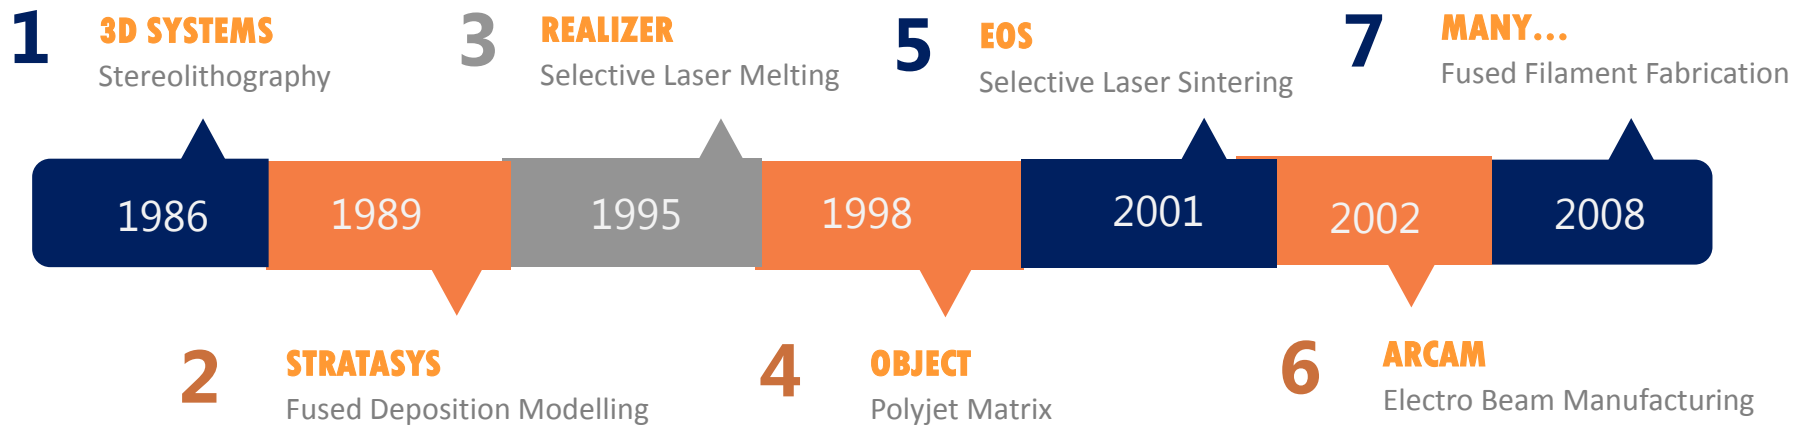 1
3D SYSTEMS
Stereolithography
3
REALIZER
Selective Laser Melting
5
EOS
Selective Laser Sintering
7
MANY...
Fused Filament Fabrication
1986
1989
1995
1998
2001
2002
2008
2
STRATASYS
Fused Deposition Modelling
4
OBJECT
Polyjet Matrix
6
ARCAM
Electro Beam Manufacturing